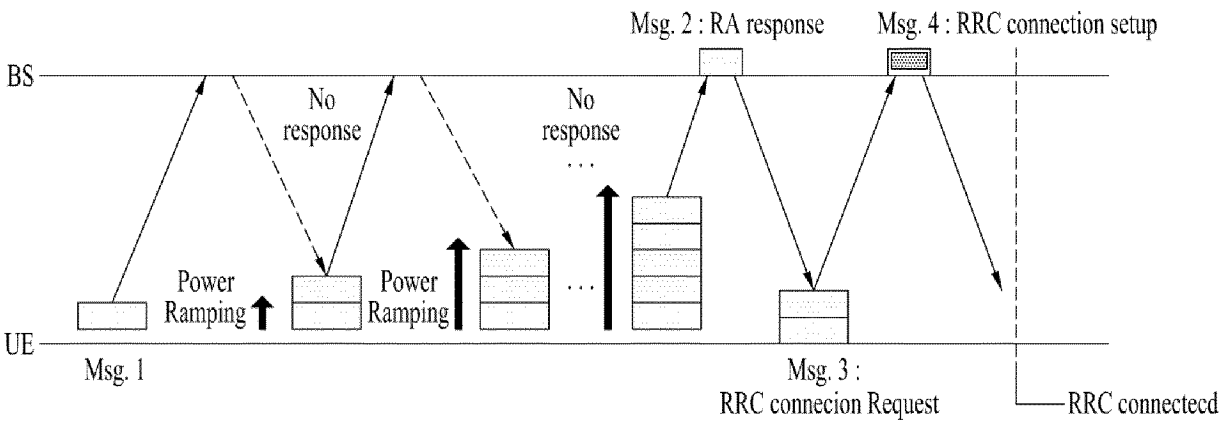 Msg. 2 : RA response
Msg. 4 : RRC connection setup
BS
No
response
No
response
. . .
Power
Ramping
Power
Ramping
. . .
UE
Msg. 1
Msg. 3 :
RRC connecion Request
RRC connectecd